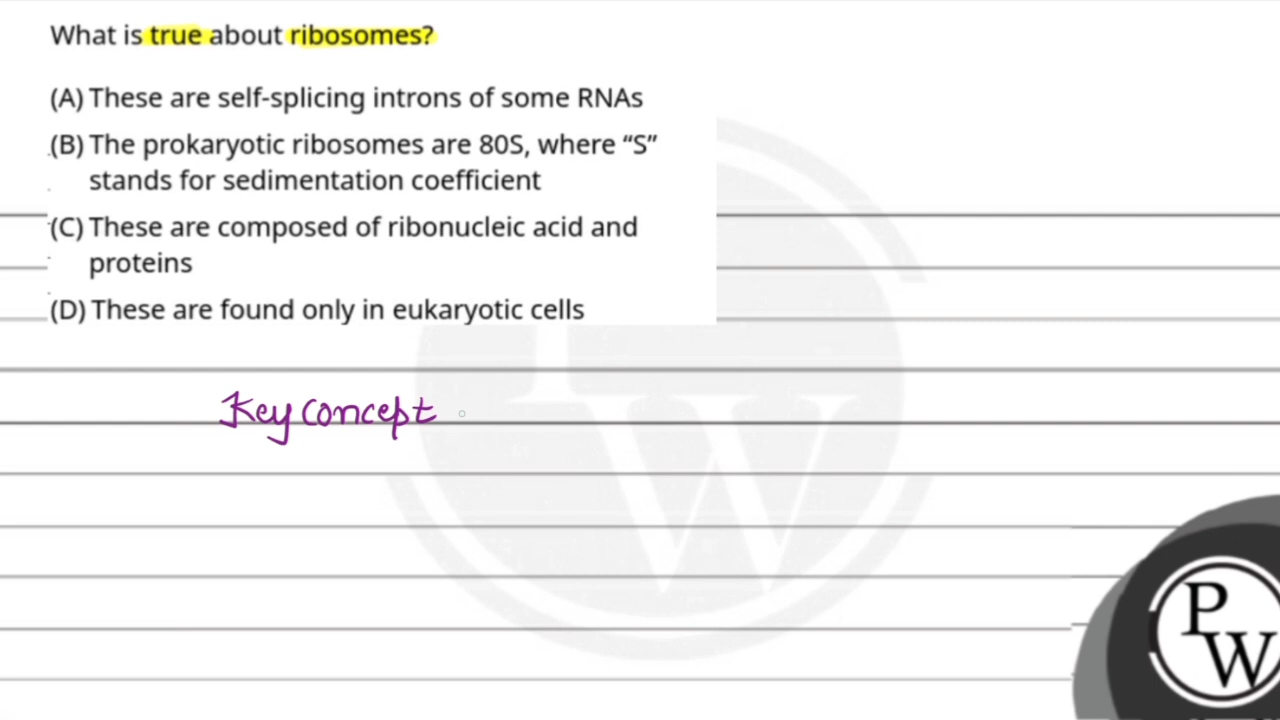 What is true about ribosomes?
(A) These are self-splicing introns of some RNAs
(B) The prokaryotic ribosomes are 80S, where “S”
stands for sedimentation coefficient
(C) These are composed of ribonucleic acid and
proteins
(D) These are found only in eukaryotic cells
Key concept
P
W